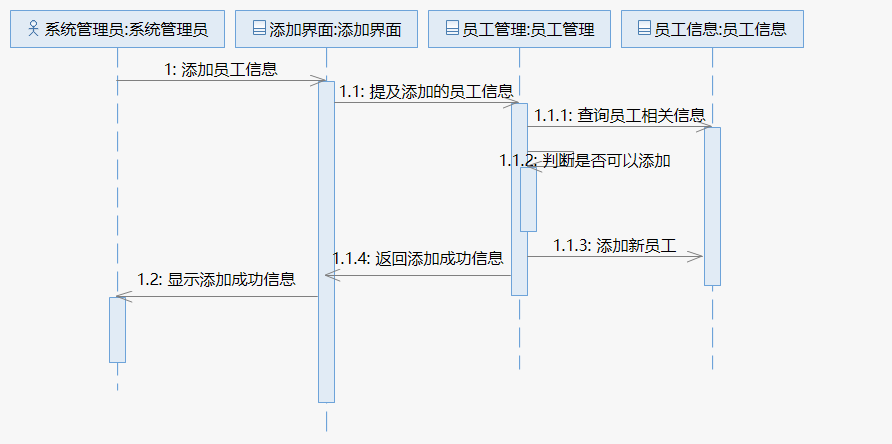 系统管理员:系统管理员
添加界面:添加界面
员工管理:员工管理
员工信息:员工信息
1: 添加员工信息
1.1: 提及添加的员工信息
1.1.1: 查询员工相关信息
1.1.2: 判断是否可以添加
1.1.3: 添加新员工
1.1.4: 返回添加成功信息
1.2: 显示添加成功信息